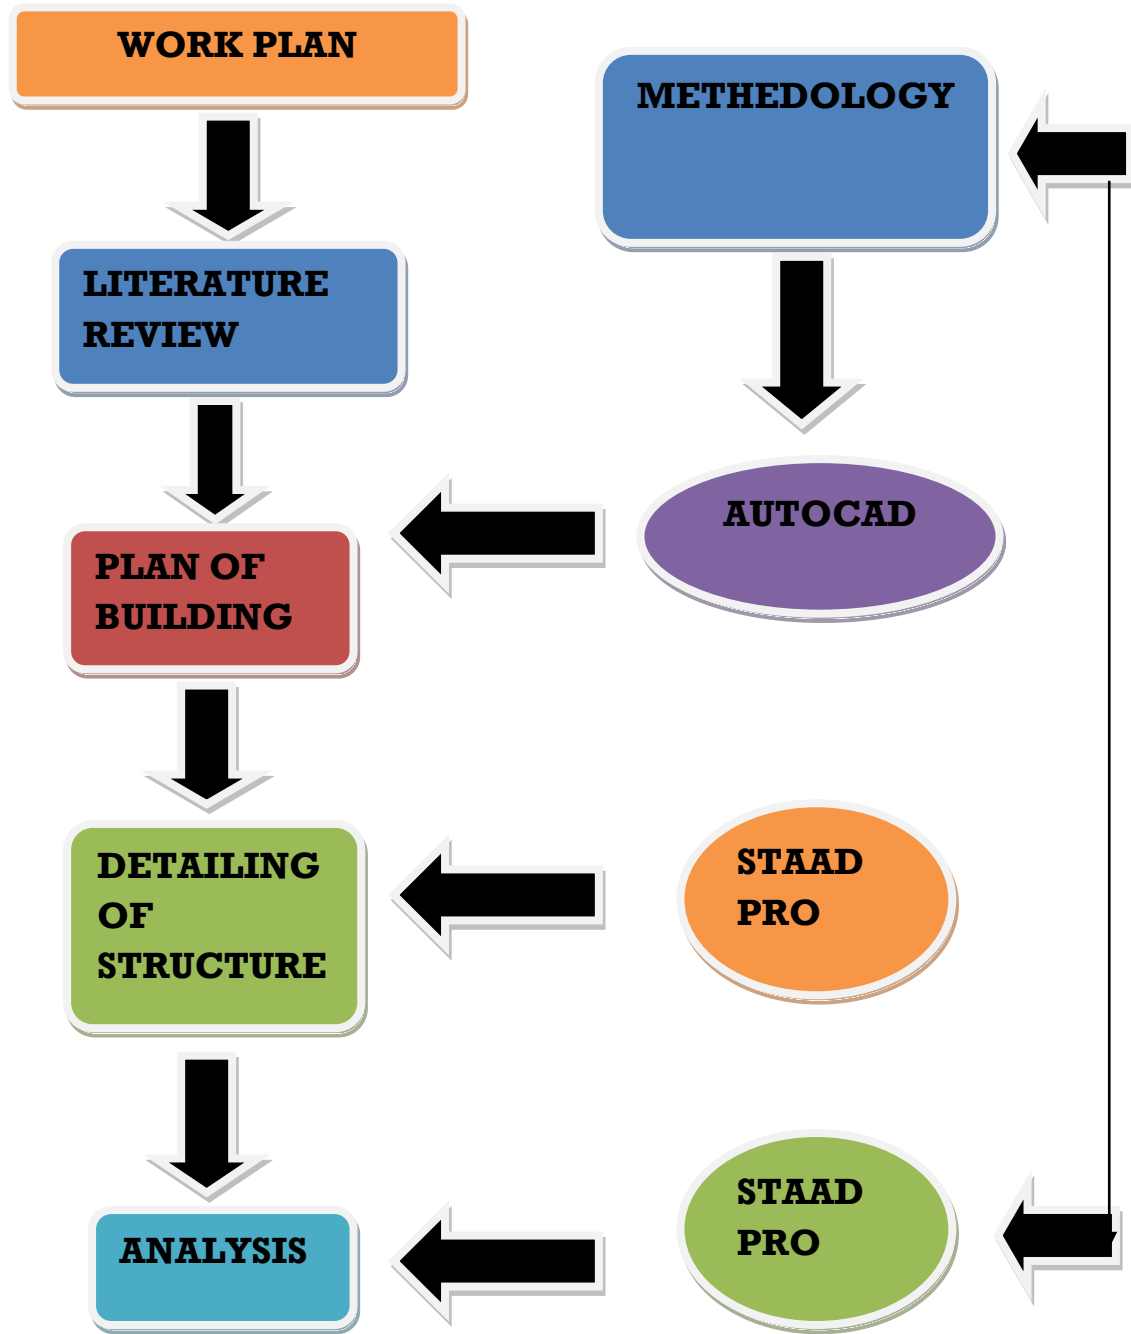 WORK PLAN
METHEDOLOGY
LITERATURE
REVIEW
AUTOCAD
PLAN OF
BUILDING
DETAILING
OF
STRUCTURE
STAAD
PRO
ANALYSIS
STAAD
PRO